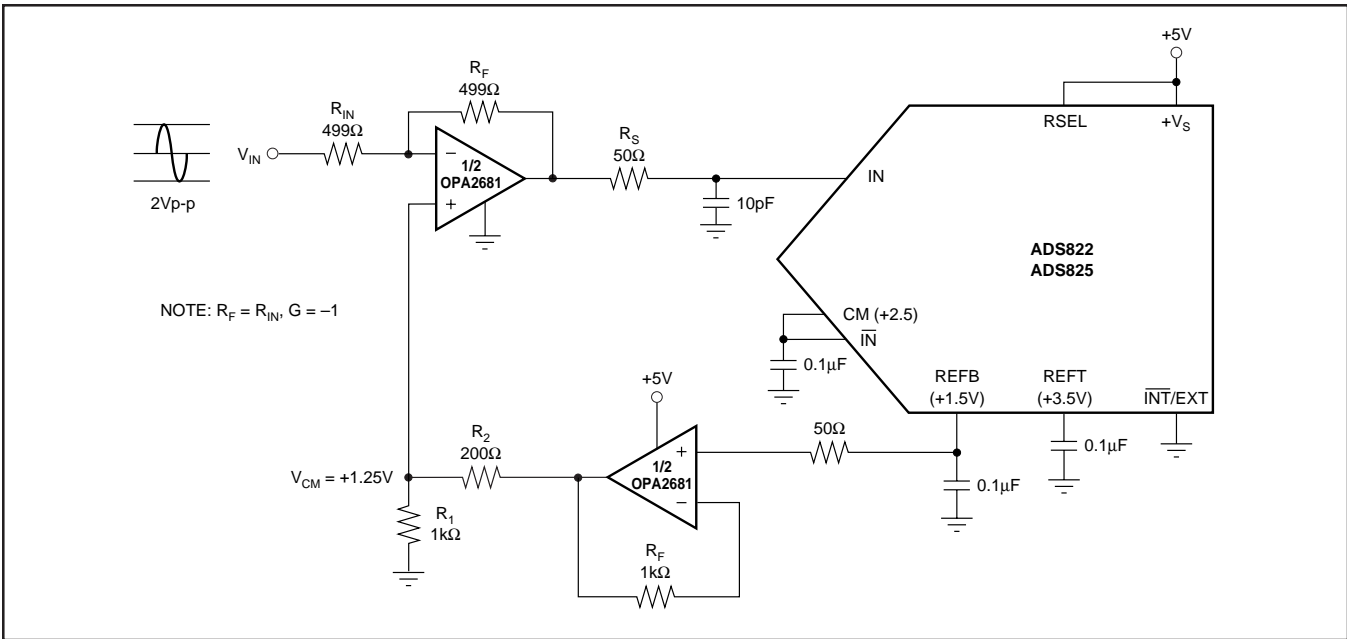 +5V
R_F
499Ω
R_IN
499Ω
RSEL
+V_S
R_S
50Ω
V_IN
−
1/2
OPA2681
+
IN
2Vp-p
10pF
ADS822
ADS825
NOTE: R_F = R_IN, G = –1
CM (+2.5)
I̅N̅
0.1µF
+5V
REFB
(+1.5V)
REFT
(+3.5V)
I̅N̅T̅/EXT
R_2
200Ω
50Ω
+
1/2
OPA2681
−
0.1µF
V_CM = +1.25V
0.1µF
R_1
1kΩ
R_F
1kΩ